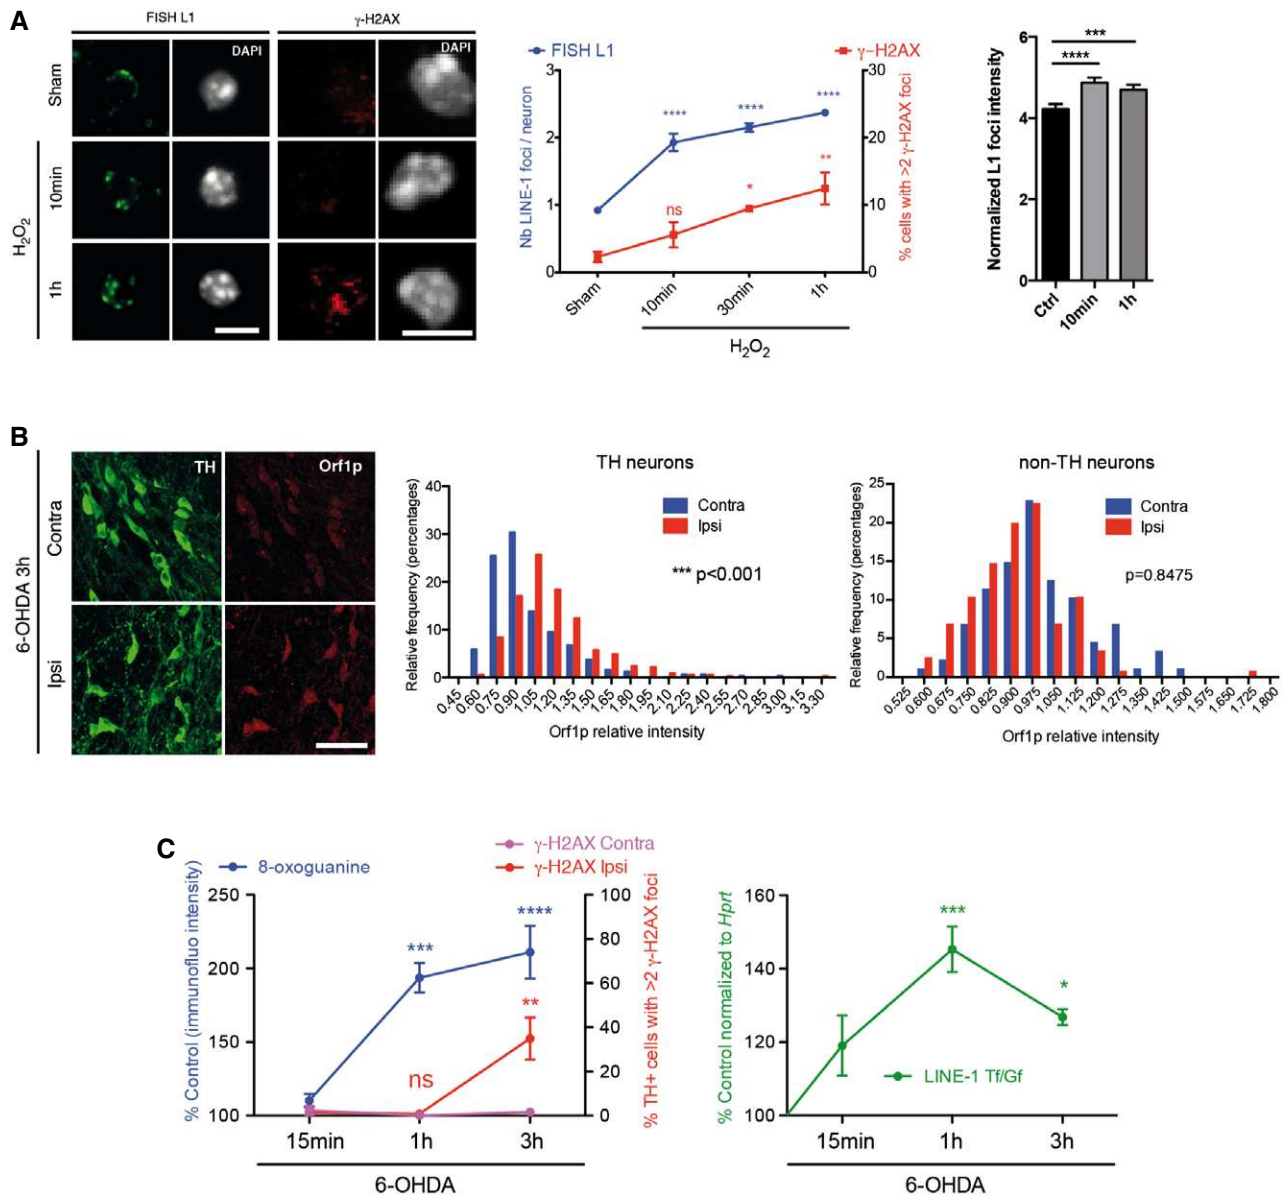 A
FISH L1
γ-H2AX
DAPI
DAPI
Sham
10min
1h
H2O2
FISH L1
γ-H2AX
Nb LINE-1 foci / neuron
3
2
1
0
****
****
****
ns
*
**
30
20
10
0
% cells with >2 γ-H2AX foci
Sham
10min
30min
1h
H2O2
Normalized L1 foci intensity
6
4
2
0
***
****
Ctrl
10min
1h
B
6-OHDA 3h
Contra
Ipsi
TH
Orf1p
TH neurons
Relative frequency (percentages)
40
30
20
10
0
Contra
Ipsi
*** p<0.001
0.45 0.60 0.75 0.90 1.05 1.20 1.35 1.50 1.65 1.80 1.95 2.10 2.25 2.40 2.55 2.70 2.85 3.00 3.15 3.30
Orf1p relative intensity
non-TH neurons
Relative frequency (percentages)
25
20
15
10
5
0
Contra
Ipsi
p=0.8475
0.525 0.600 0.675 0.750 0.825 0.900 0.975 1.050 1.125 1.200 1.275 1.350 1.425 1.500 1.575 1.650 1.725 1.800
Orf1p relative intensity
C
8-oxoguanine
γ-H2AX Contra
γ-H2AX Ipsi
% Control (immunofluo intensity)
250
200
150
100
***
****
ns
**
100
80
60
40
20
0
% TH+ cells with >2 γ-H2AX foci
15min
1h
3h
6-OHDA
% Control normalized to Hprt
160
140
120
100
***
*
LINE-1 Tf/Gf
15min
1h
3h
6-OHDA